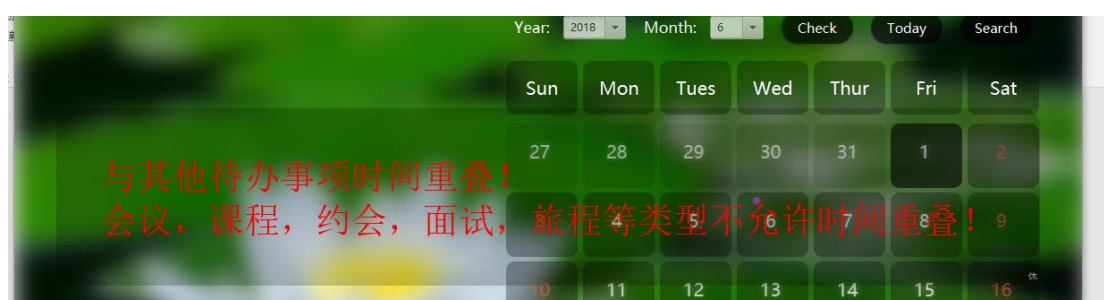 Year: 2018 Month: 6 Check Today Search
Sun Mon Tues Wed Thur Fri Sat
27 28 29 30 31 1 2
与其他待办事项时间重叠！
会议，课程，约会，面试，旅程等类型不允许时间重叠！
4 5 6 7 8 9
休
10 11 12 13 14 15 16